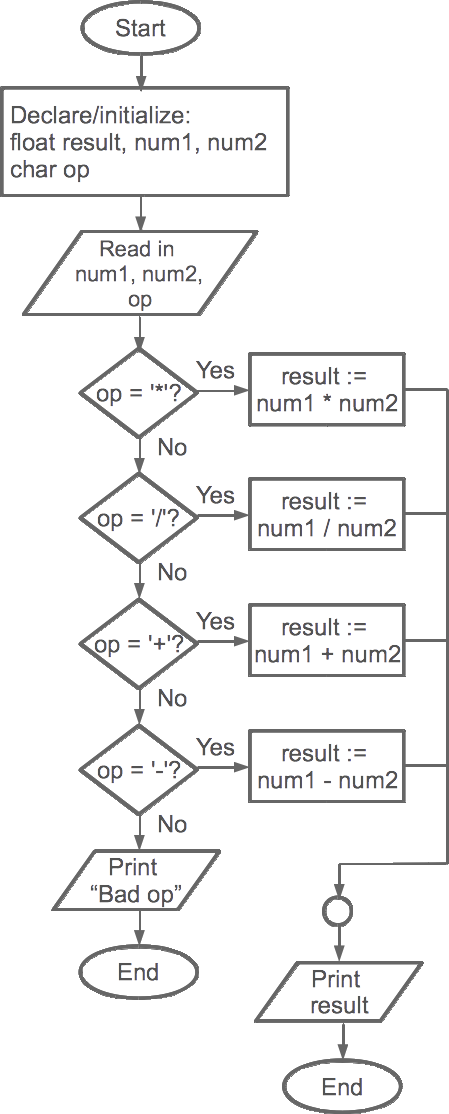 Start
Declare/initialize:
float result, num1, num2
char op
Read in
num1, num2,
op
op = '*'?
Yes
result :=
num1 * num2
No
op = '/'?
Yes
result :=
num1 / num2
No
op = '+'?
Yes
result :=
num1 + num2
No
op = '-'?
Yes
result :=
num1 - num2
No
Print
“Bad op”
End
Print
result
End